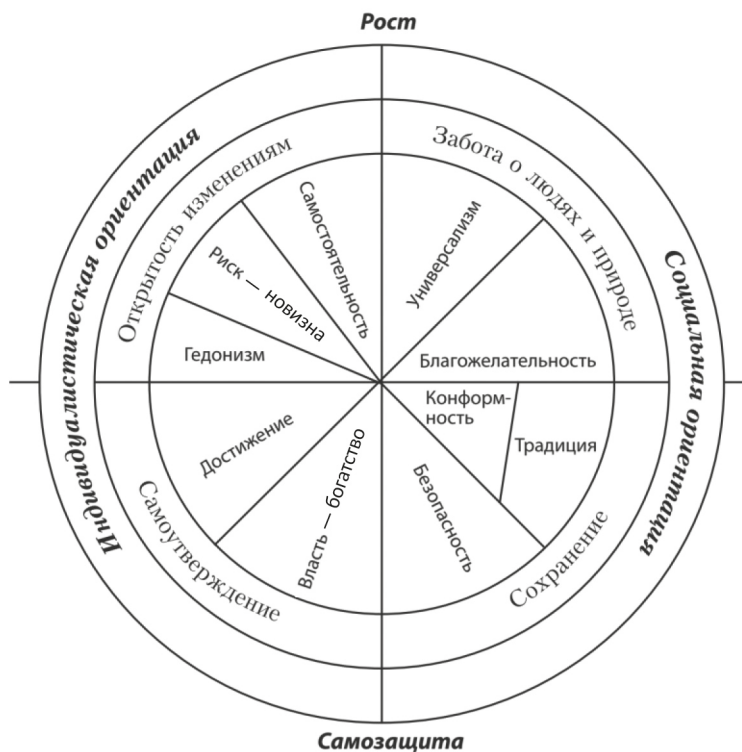 Рост
Индивидуалистическая ориентация
Открытость изменениям
Забота о людях и природе
Социальная ориентация
Самостоятельность
Универсализм
Риск — новизна
Гедонизм
Благожелательность
Конформ-
ность
Традиция
Достижение
Власть — богатство
Безопасность
Самоутверждение
Сохранение
Самозащита